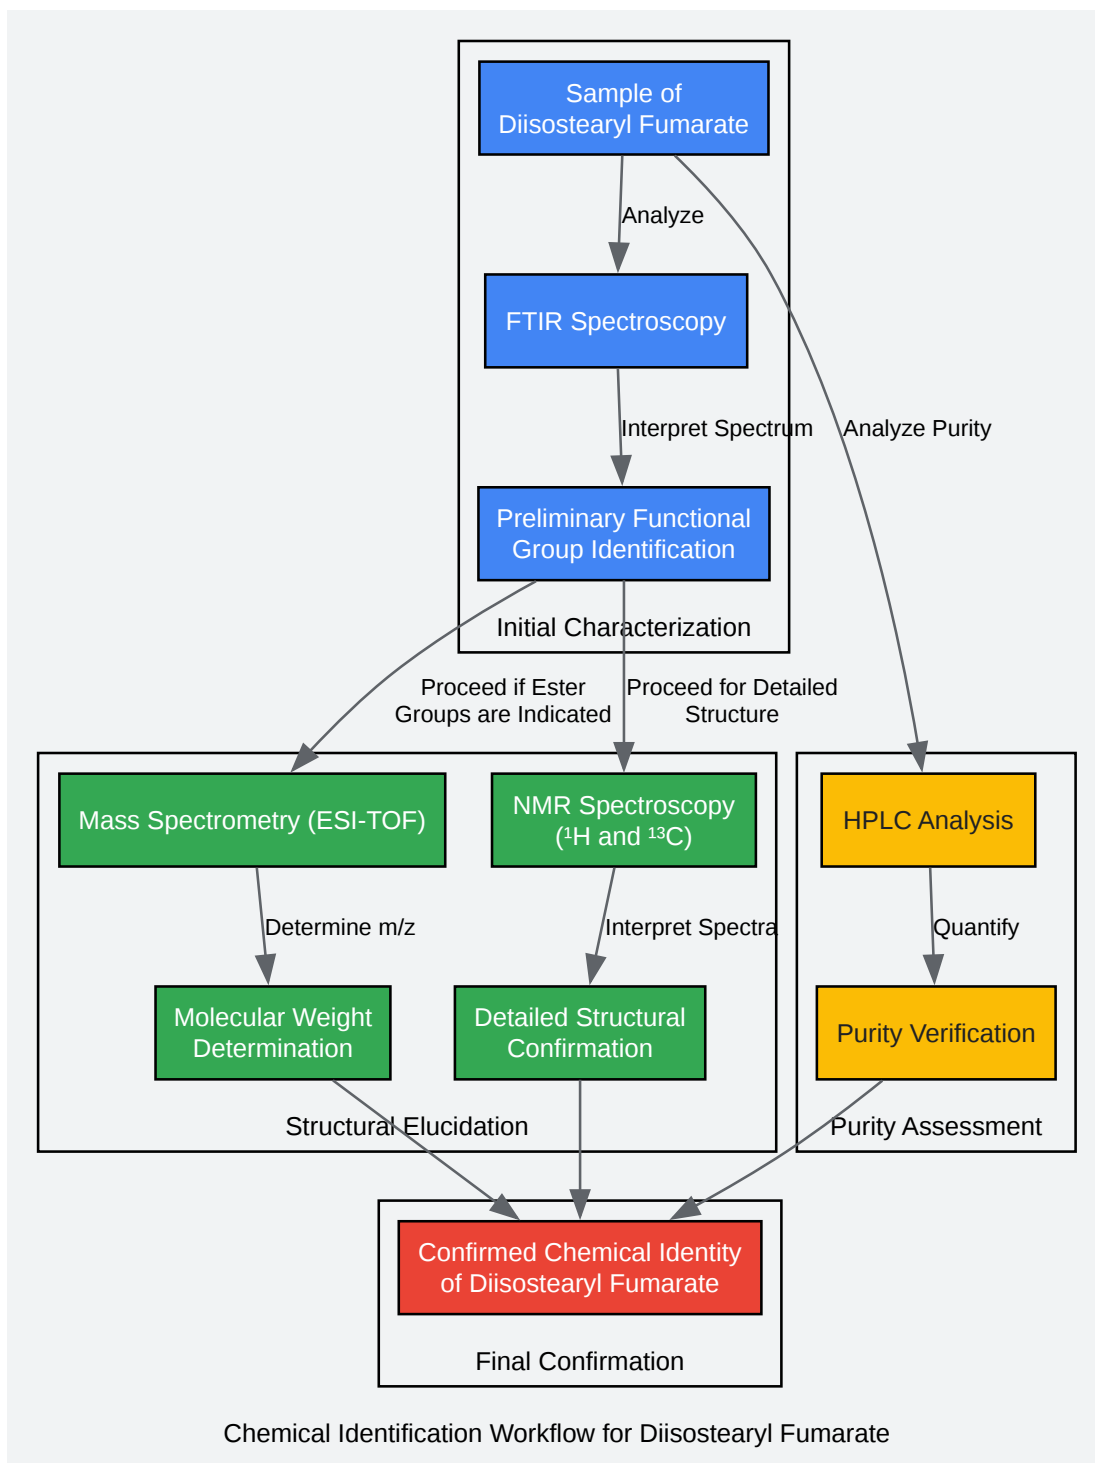 Sample of
Diisostearyl Fumarate
Analyze
FTIR Spectroscopy
Interpret Spectrum
Analyze Purity
Preliminary Functional
Group Identification
Initial Characterization
Proceed if Ester
Groups are Indicated
Proceed for Detailed
Structure
Mass Spectrometry (ESI-TOF)
NMR Spectroscopy
(¹H and ¹³C)
HPLC Analysis
Determine m/z
Interpret Spectra
Quantify
Molecular Weight
Determination
Detailed Structural
Confirmation
Purity Verification
Structural Elucidation
Purity Assessment
Confirmed Chemical Identity
of Diisostearyl Fumarate
Final Confirmation
Chemical Identification Workflow for Diisostearyl Fumarate